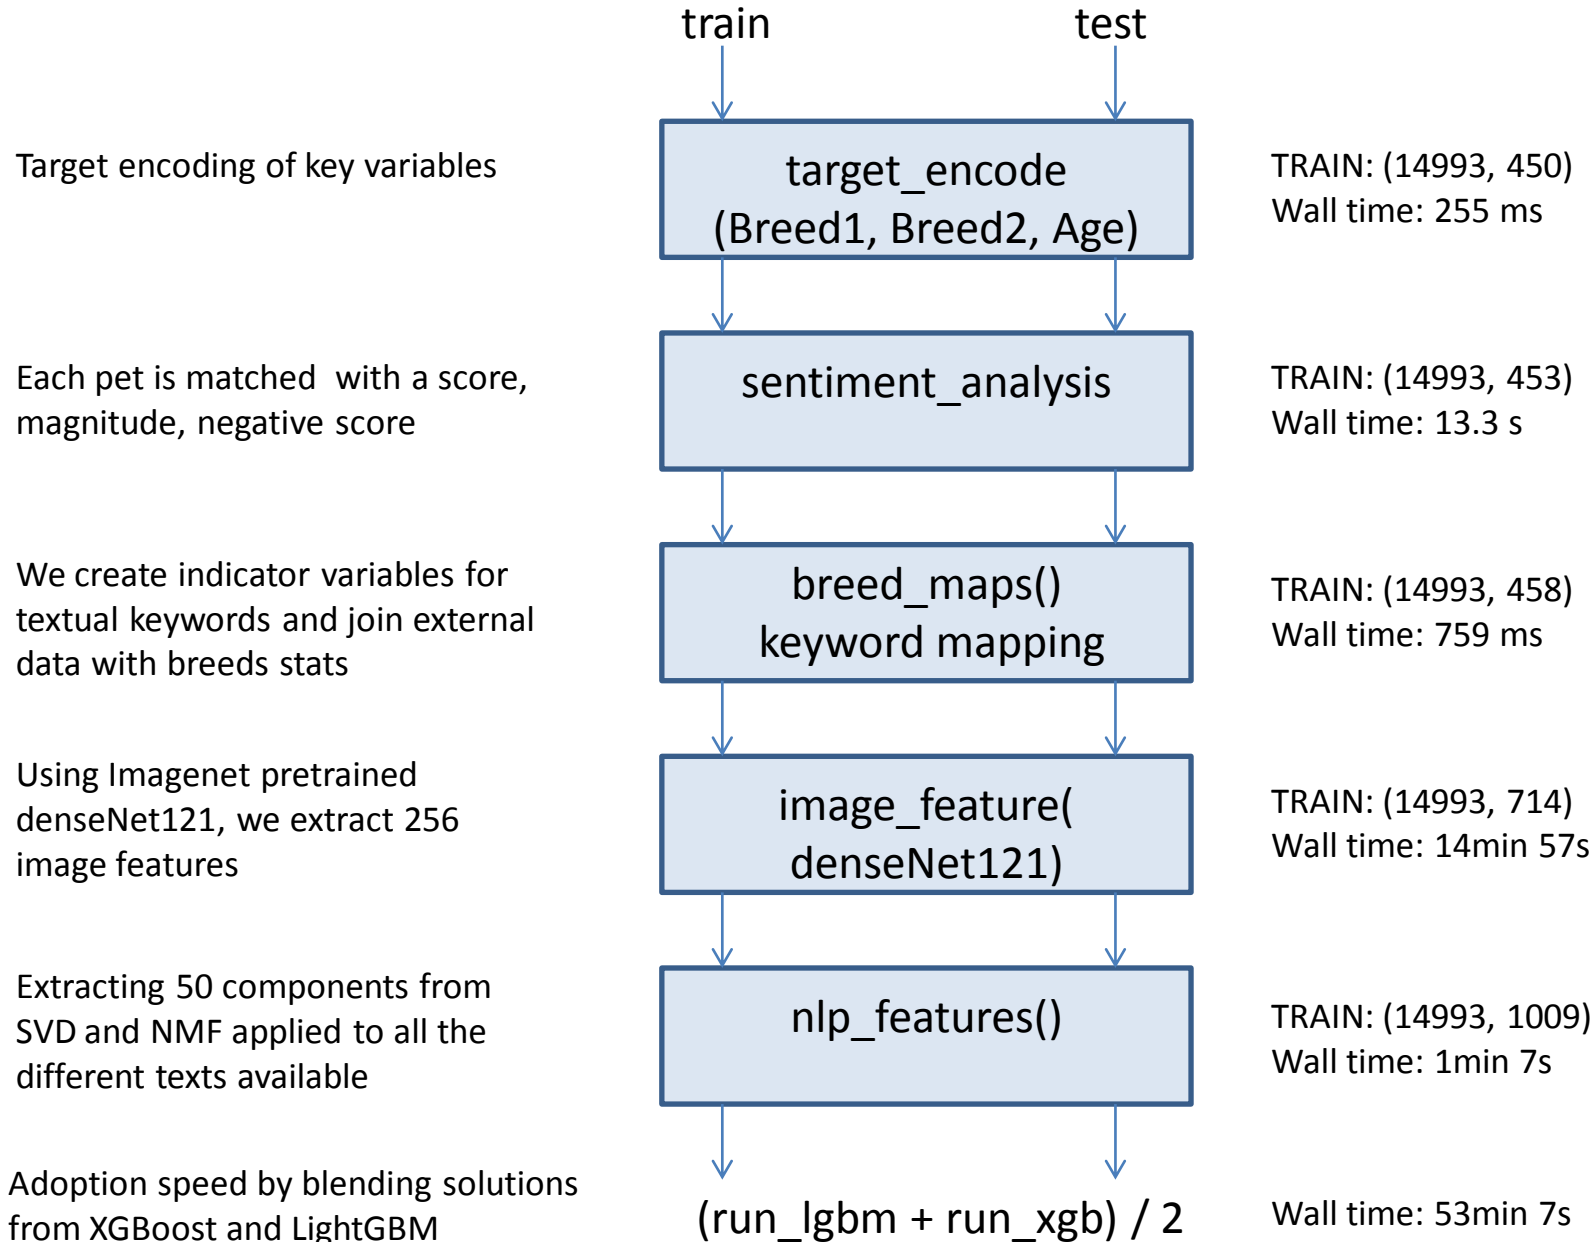 train
test
Target encoding of key variables
target_encode
(Breed1, Breed2, Age)
TRAIN: (14993, 450)
Wall time: 255 ms
Each pet is matched  with a score,
magnitude, negative score
sentiment_analysis
TRAIN: (14993, 453)
Wall time: 13.3 s
We create indicator variables for
textual keywords and join external
data with breeds stats
breed_maps()
keyword mapping
TRAIN: (14993, 458)
Wall time: 759 ms
Using Imagenet pretrained
denseNet121, we extract 256
image features
image_feature(
denseNet121)
TRAIN: (14993, 714)
Wall time: 14min 57s
Extracting 50 components from
SVD and NMF applied to all the
different texts available
nlp_features()
TRAIN: (14993, 1009)
Wall time: 1min 7s
Adoption speed by blending solutions
from XGBoost and LightGBM
(run_lgbm + run_xgb) / 2
Wall time: 53min 7s